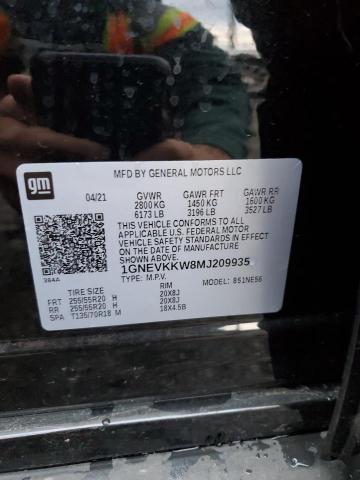 gm
MFD BY GENERAL MOTORS LLC
04/21 GVWR GAWR FRT GAWR RR
2800 KG 1450 KG 1600 KG
6173 LB 3196 LB 3527 LB
THIS VEHICLE CONFORMS TO ALL
APPLICABLE U.S. FEDERAL MOTOR
VEHICLE SAFETY STANDARDS IN EFFECT
ON THE DATE OF MANUFACTURE
SHOWN ABOVE.
1GNEVKKW8MJ209935
TYPE: M.P.V. 851NE56
384A
TIRE SIZE RIM
FRT 255/55R20 H 20X8J
RR 255/55R20 H 20X8J
SPA T135/70R18 M 18X4.5B